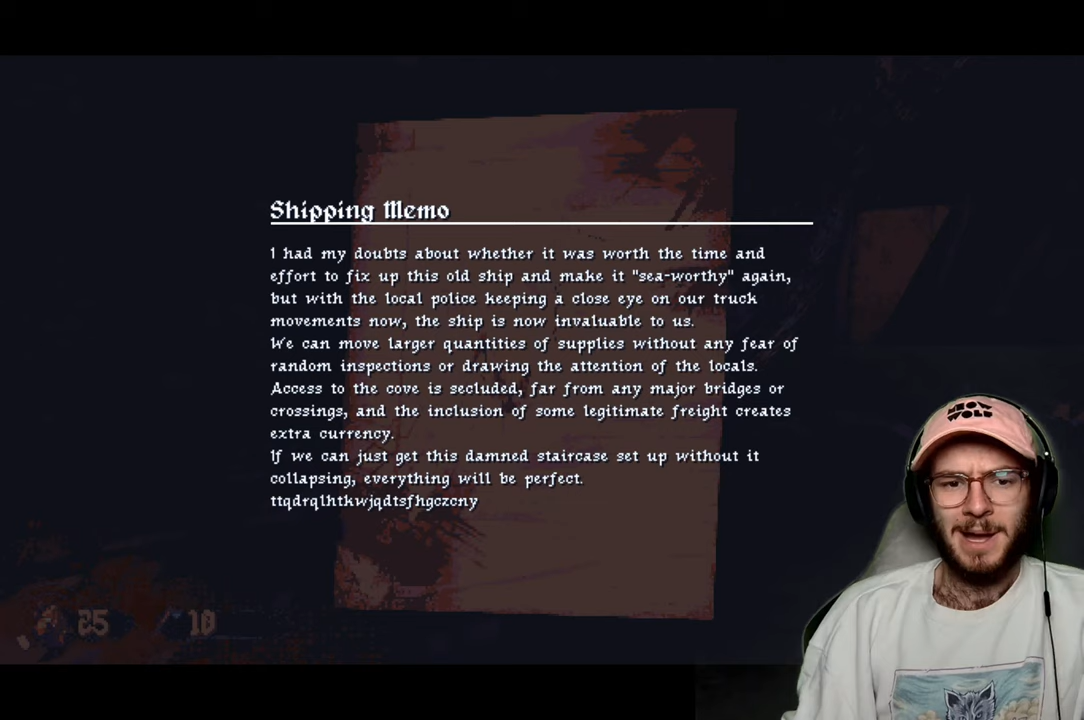 Shipping Memo
I had my doubts about whether it was worth the time and
effort to fix up this old ship and make it "sea-worthy" again,
but with the local police keeping a close eye on our truck
movements now, the ship is now invaluable to us.
We can move larger quantities of supplies without any fear of
random inspections or drawing the attention of the locals.
Access to the cove is secluded, far from any major bridges or
crossings, and the inclusion of some legitimate freight creates
extra currency.
If we can just get this damned staircase set up without it
collapsing, everything will be perfect.
ttqdrqlhtkwjqdtsfhgczcny
MEOW
WOLF
25
10